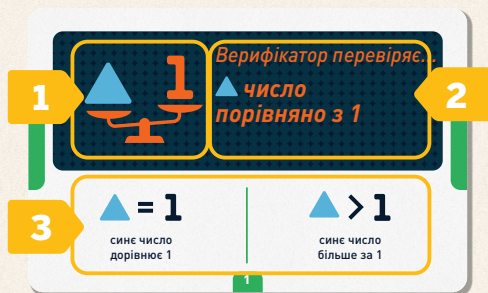 1
1
Верифікатор перевіряє...
число
порівняно з 1
2
3
= 1
> 1
синє число
дорівнює 1
синє число
більше за 1
1